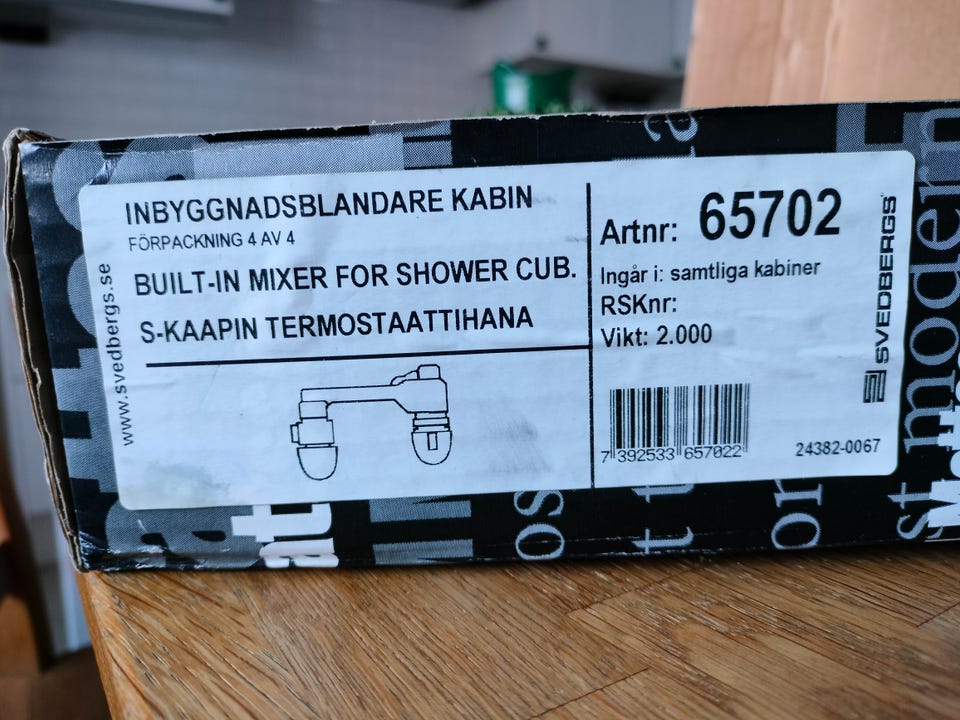 www.svedbergs.se
INBYGGNADSBLANDARE KABIN
FÖRPACKNING 4 AV 4
BUILT-IN MIXER FOR SHOWER CUB.
S-KAAPIN TERMOSTAATTIHANA
Artnr: 65702
Ingår i: samtliga kabiner
RSKnr:
Vikt: 2.000
7 392533 657022
24382-0067
SVEDBERGS
modern